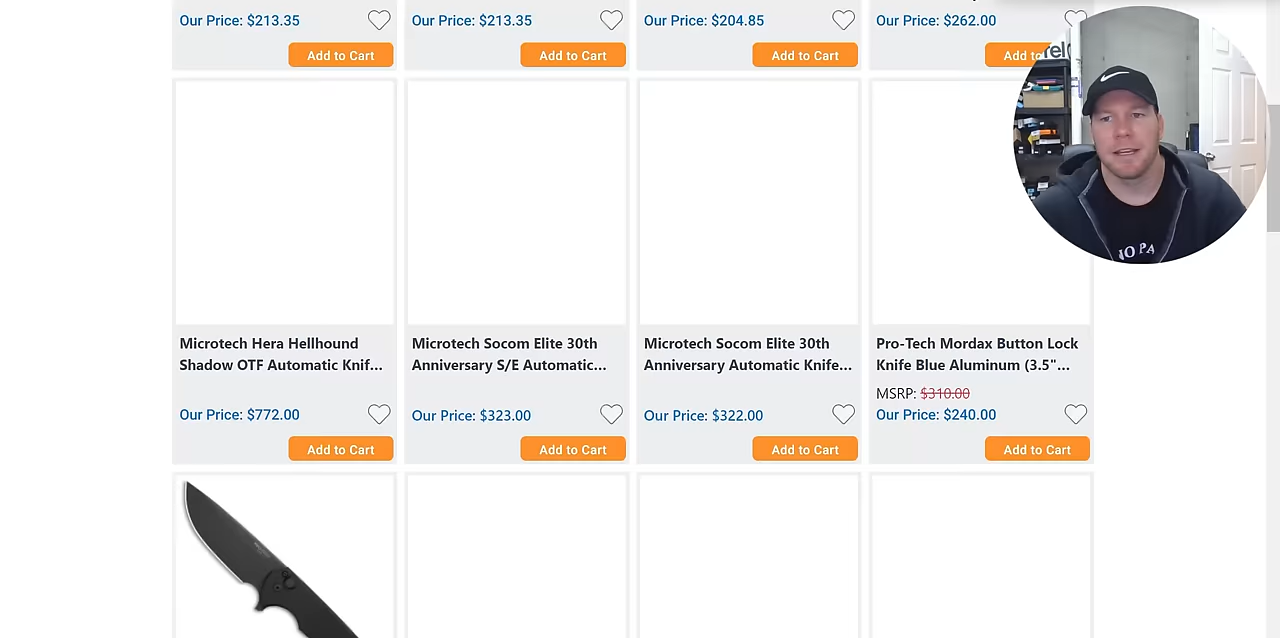 Our Price: $213.35
Our Price: $213.35
Our Price: $204.85
Our Price: $262.00
Add to Cart
Add to Cart
Add to Cart
Add to
Microtech Hera Hellhound
Shadow OTF Automatic Knif...
Our Price: $772.00
Add to Cart
Microtech Socom Elite 30th
Anniversary S/E Automatic...
Our Price: $323.00
Add to Cart
Microtech Socom Elite 30th
Anniversary Automatic Knife...
Our Price: $322.00
Add to Cart
Pro-Tech Mordax Button Lock
Knife Blue Aluminum (3.5"...
MSRP: $310.00
Our Price: $240.00
Add to Cart
NO PA